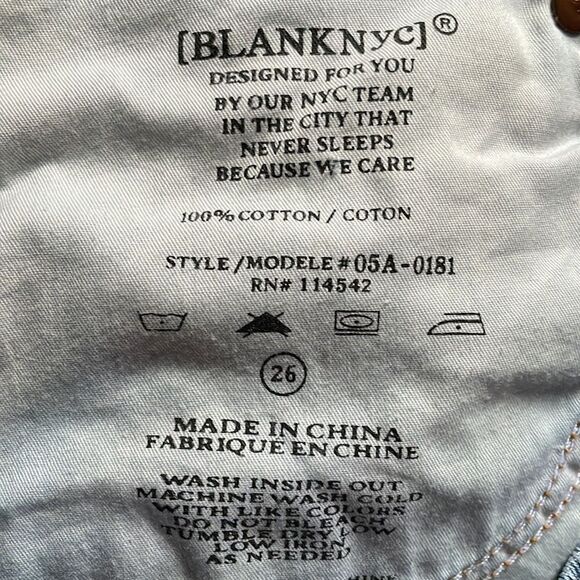 [BLANKNYC]®
DESIGNED FOR YOU
BY OUR NYC TEAM
IN THE CITY THAT
NEVER SLEEPS
BECAUSE WE CARE
100% COTTON / COTON
STYLE/MODELE # 05A-0181
RN# 114542
26
MADE IN CHINA
FABRIQUE EN CHINE
WASH INSIDE OUT
MACHINE WASH COLD
WITH LIKE COLORS
DO NOT BLEACH
TUMBLE DRY LOW
LOW IRON
AS NEEDED